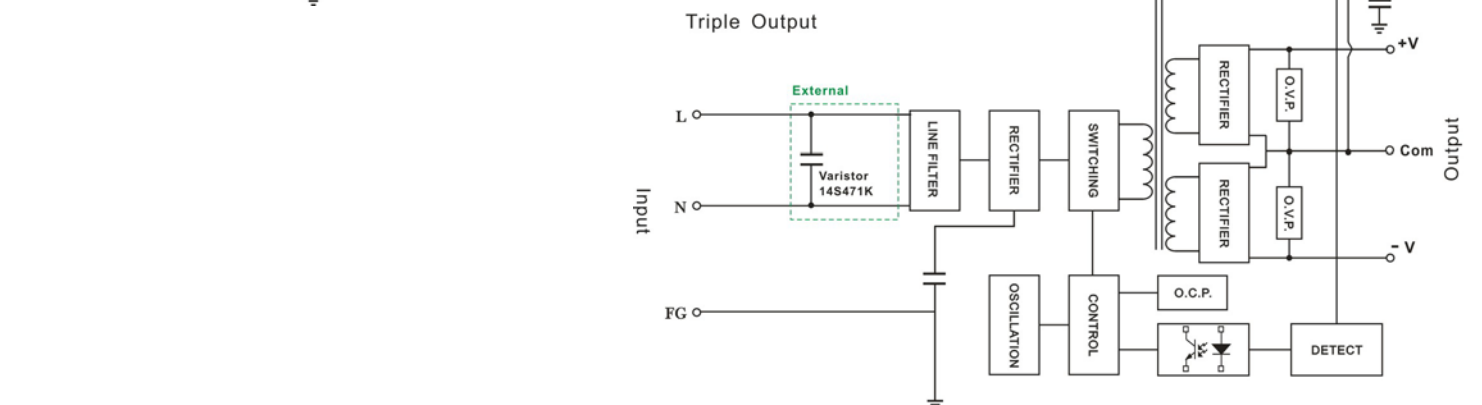 Triple Output
External
L
Varistor
14S471K
N
Input
FG
LINE FILTER
RECTIFIER
SWITCHING
RECTIFIER
RECTIFIER
O.V.P.
O.V.P.
+V
Com
- V
Output
OSCILLATION
CONTROL
O.C.P.
DETECT